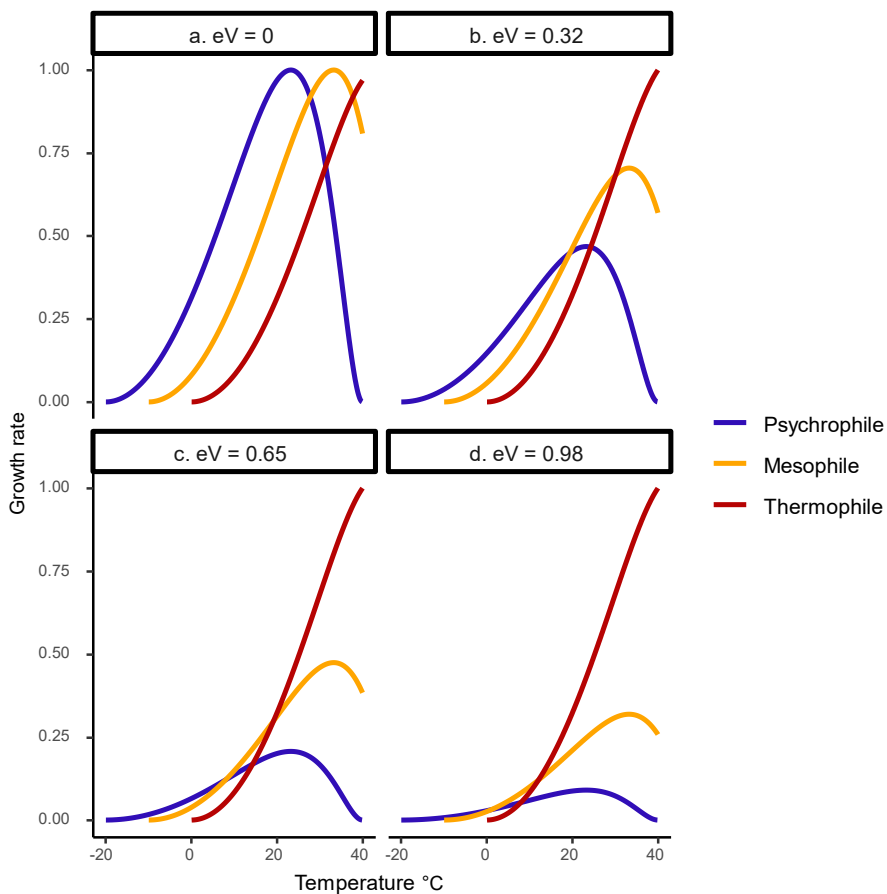 a. eV = 0
b. eV = 0.32
1.00
0.75
0.50
0.25
0.00
c. eV = 0.65
d. eV = 0.98
1.00
0.75
0.50
0.25
0.00
-20
0
20
40
-20
0
20
40
Growth rate
Temperature °C
Psychrophile
Mesophile
Thermophile